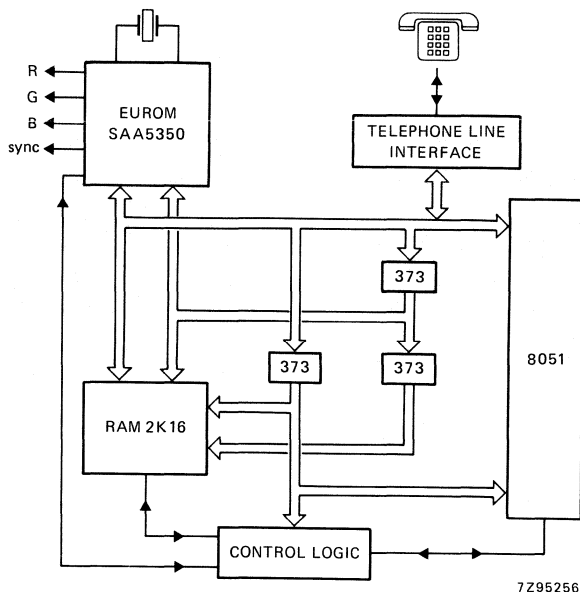 R
G
B
sync
EUROM
SAA5350
TELEPHONE LINE
INTERFACE
373
373
373
8051
RAM 2K16
CONTROL LOGIC
7Z95256